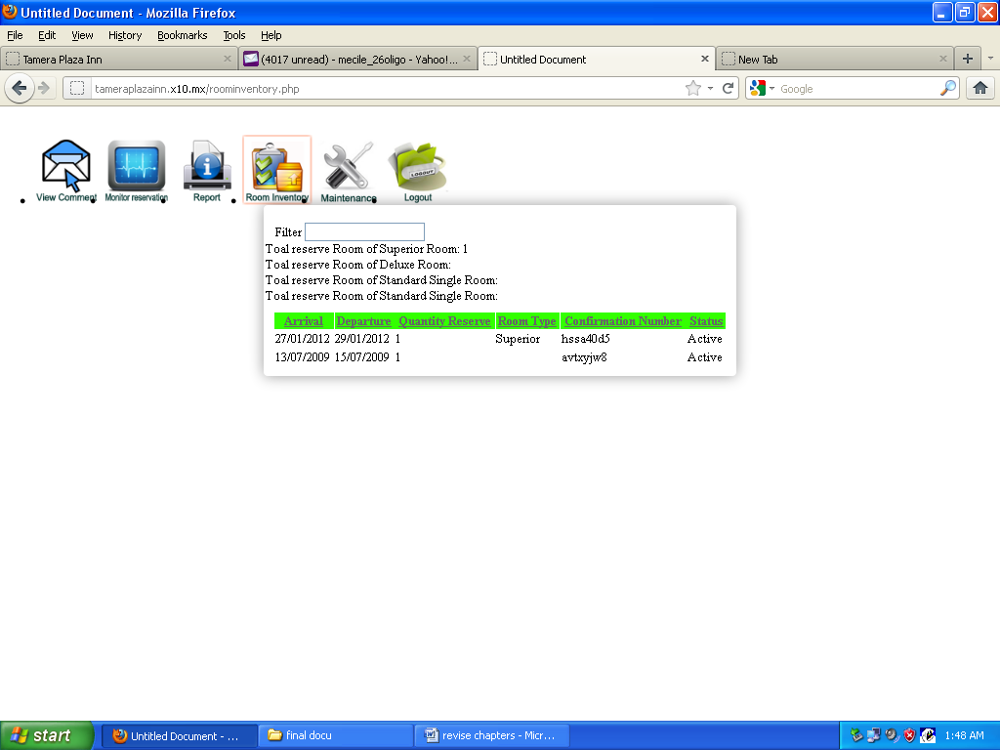 Untitled Document - Mozilla Firefox
File Edit View History Bookmarks Tools Help
Tamera Plaza Inn (4017 unread) - mecile_26oligo - Yahoo!... Untitled Document New Tab
tameraplazainn.x10.mx/roominventory.php Google
View Comment Monitor reservation Report Room Inventory Maintenance LOGOUT Logout
Filter
Toal reserve Room of Superior Room: 1
Toal reserve Room of Deluxe Room:
Toal reserve Room of Standard Single Room:
Toal reserve Room of Standard Single Room:
Arrival Departure Quantity Reserve Room Type Confirmation Number Status
27/01/2012 29/01/2012 1 Superior hssa40d5 Active
13/07/2009 15/07/2009 1 avtxyjw8 Active
start Untitled Document - ... final docu revise chapters - Micr... 1:48 AM